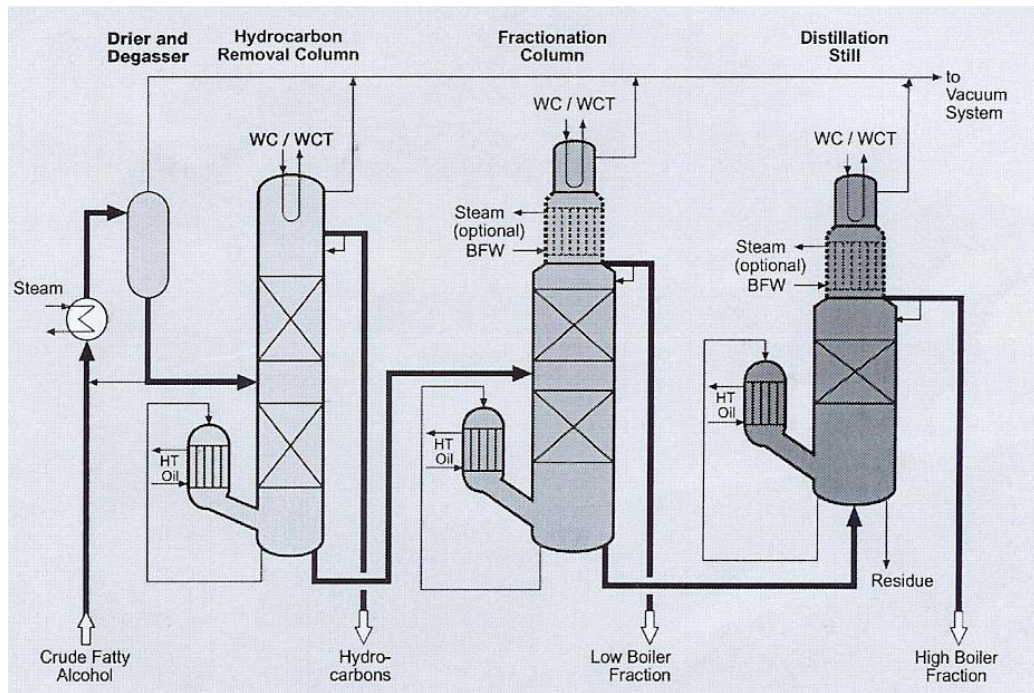 Drier and
Degasser
Hydrocarbon
Removal Column
Fractionation
Column
Distillation
Still
to
Vacuum
System
WC / WCT
WC / WCT
WC / WCT
Steam
(optional)
BFW
Steam
(optional)
BFW
Steam
HT
Oil
HT
Oil
HT
Oil
Residue
Crude Fatty
Alcohol
Hydro-
carbons
Low Boiler
Fraction
High Boiler
Fraction